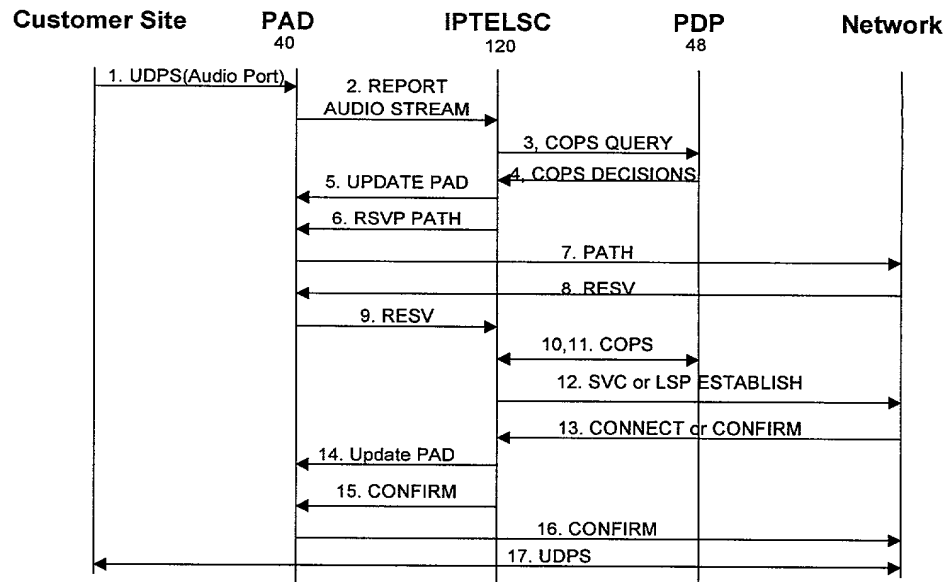 Customer Site PAD IPTELSC PDP Network
40 120 48
1. UDPS(Audio Port)
2. REPORT
AUDIO STREAM
3, COPS QUERY
4, COPS DECISIONS
5. UPDATE PAD
6. RSVP PATH
7. PATH
8. RESV
9. RESV
10,11. COPS
12. SVC or LSP ESTABLISH
13. CONNECT or CONFIRM
14. Update PAD
15. CONFIRM
16. CONFIRM
17. UDPS